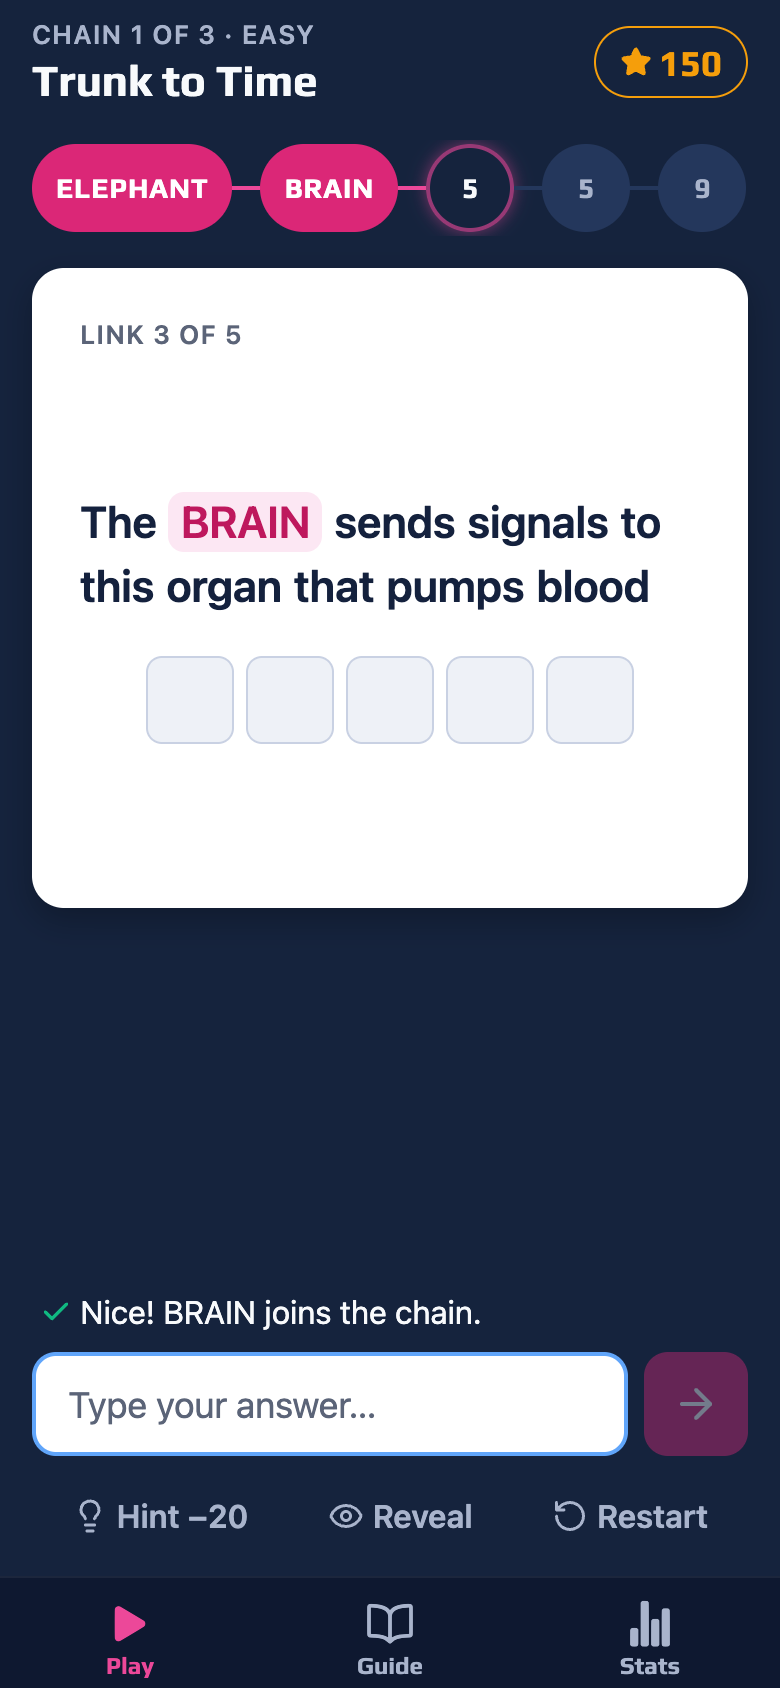 CHAIN 1 OF 3 · EASY
Trunk to Time
150
ELEPHANT BRAIN 5 5 9
LINK 3 OF 5
The BRAIN sends signals to
this organ that pumps blood
Nice! BRAIN joins the chain.
Type your answer...
Hint –20 Reveal Restart
Play Guide Stats